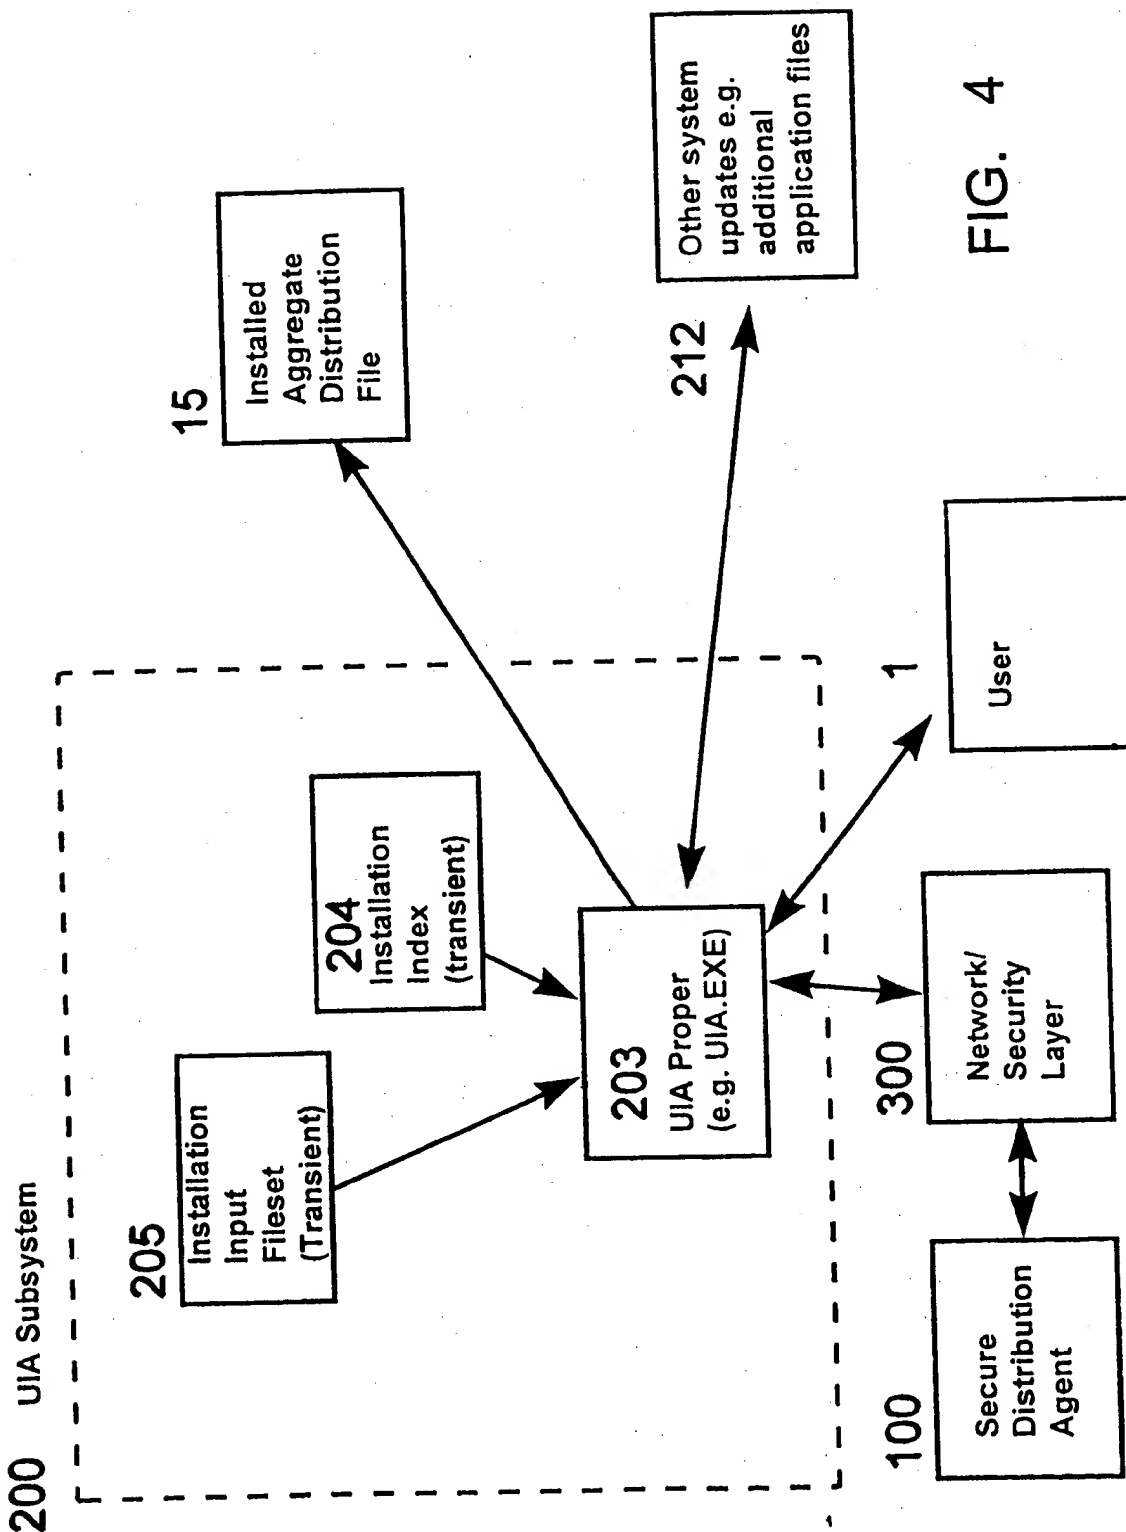 200 UIA Subsystem
205
Installation
Input
Fileset
(Transient)
204
Installation
Index
(transient)
15
Installed
Aggregate
Distribution
File
203
UIA Proper
(e.g. UIA.EXE)
212
Other system
updates e.g.
additional
application files
100
Secure
Distribution
Agent
300
Network/
Security
Layer
1
User
FIG. 4